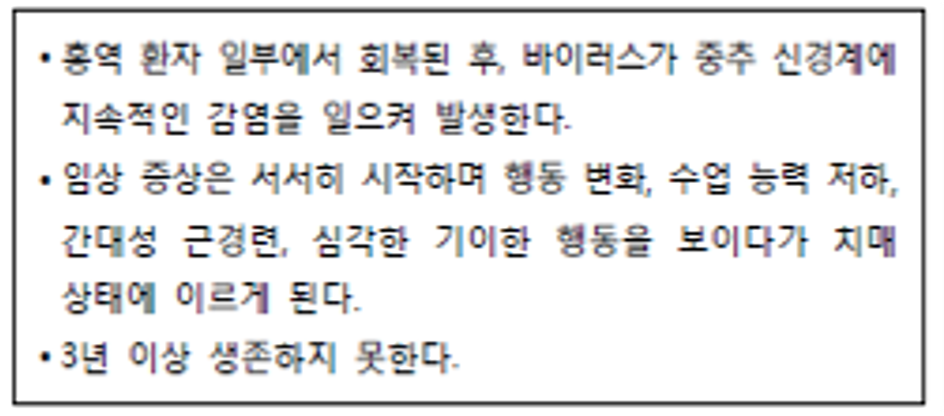 • 홍역 환자 일부에서 회복된 후, 바이러스가 중추 신경계에
지속적인 감염을 일으켜 발생한다.
• 임상 증상은 서서히 시작하며 행동 변화, 수업 능력 저하,
간대성 근경련, 심각한 기이한 행동을 보이다가 치매
상태에 이르게 된다.
• 3년 이상 생존하지 못한다.